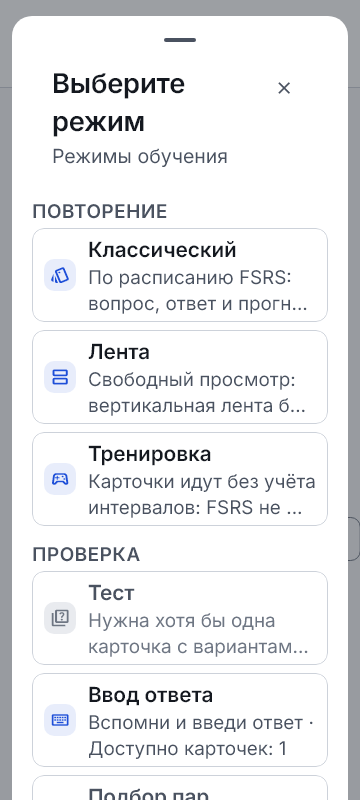 Выберите
режим
Режимы обучения
ПОВТОРЕНИЕ
Классический
По расписанию FSRS:
вопрос, ответ и прогн...
Лента
Свободный просмотр:
вертикальная лента б...
Тренировка
Карточки идут без учёта
интервалов: FSRS не ...
ПРОВЕРКА
Тест
Нужна хотя бы одна
карточка с вариантам...
Ввод ответа
Вспомни и введи ответ ·
Доступно карточек: 1
Подбор пар